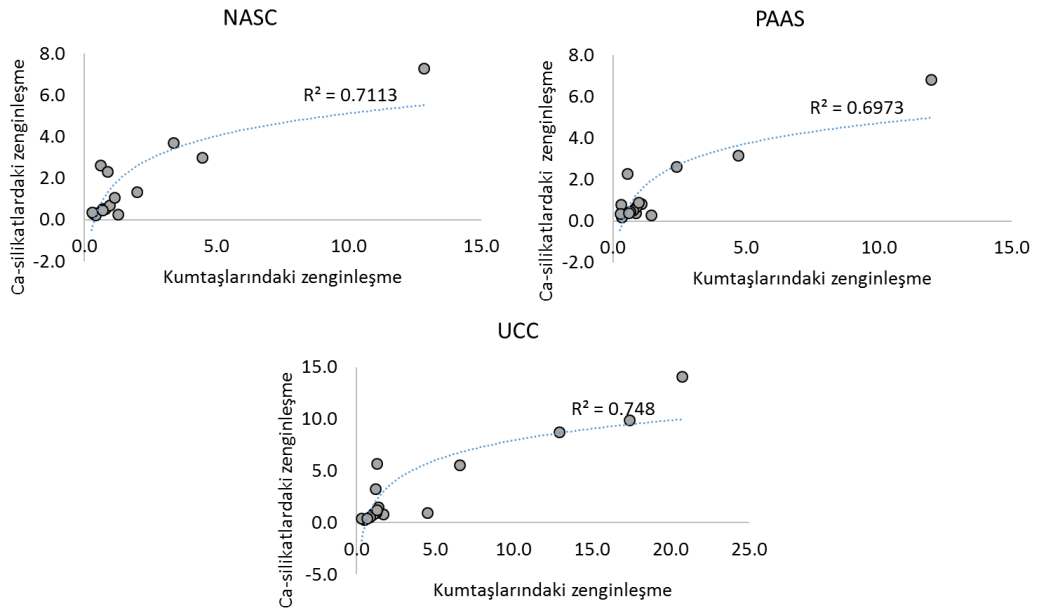 NASC
Ca-silikatlardaki zenginleşme
8.0
6.0
4.0
2.0
0.0
-2.0
R² = 0.7113
0.0
5.0
10.0
15.0
Kumtaşlarındaki zenginleşme
PAAS
Ca-silikatlardaki zenginleşme
8.0
6.0
4.0
2.0
0.0
-2.0
R² = 0.6973
0.0
5.0
10.0
15.0
Kumtaşlarındaki zenginleşme
UCC
Ca-silikatlardaki zenginleşme
15.0
10.0
5.0
0.0
-5.0
R² = 0.748
0.0
5.0
10.0
15.0
20.0
25.0
Kumtaşlarındaki zenginleşme